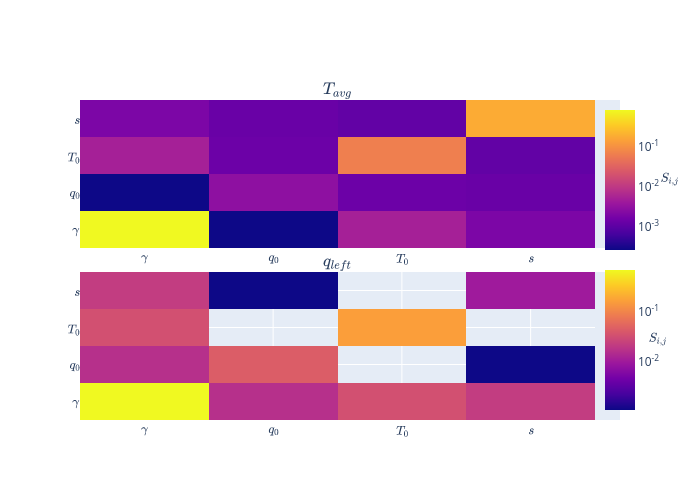 T_avg
s
T_0
q_0
γ
γ q_0 T_0 s
10^-1
10^-2
10^-3
S_i,j
q_left
s
T_0
q_0
γ
γ q_0 T_0 s
10^-1
10^-2
S_i,j